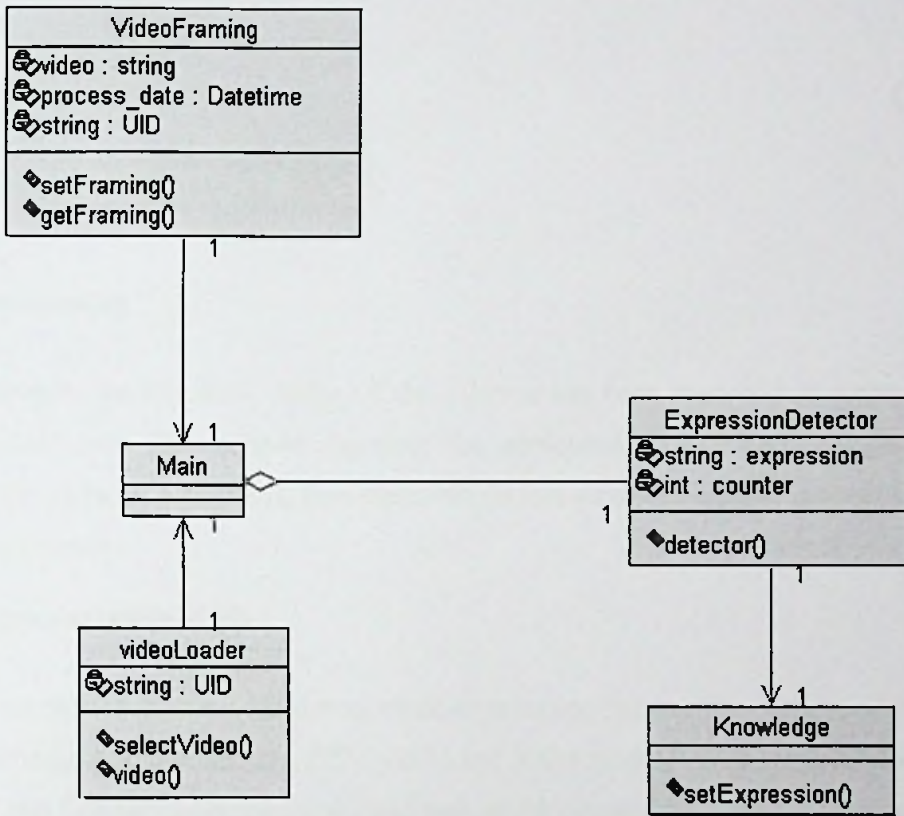 VideoFraming
video : string
process_date : Datetime
string : UID
setFraming()
getFraming()
1
1
Main
1
1
videoLoader
string : UID
selectVideo()
video()
ExpressionDetector
string : expression
int : counter
1
detector()
1
1
Knowledge
setExpression()